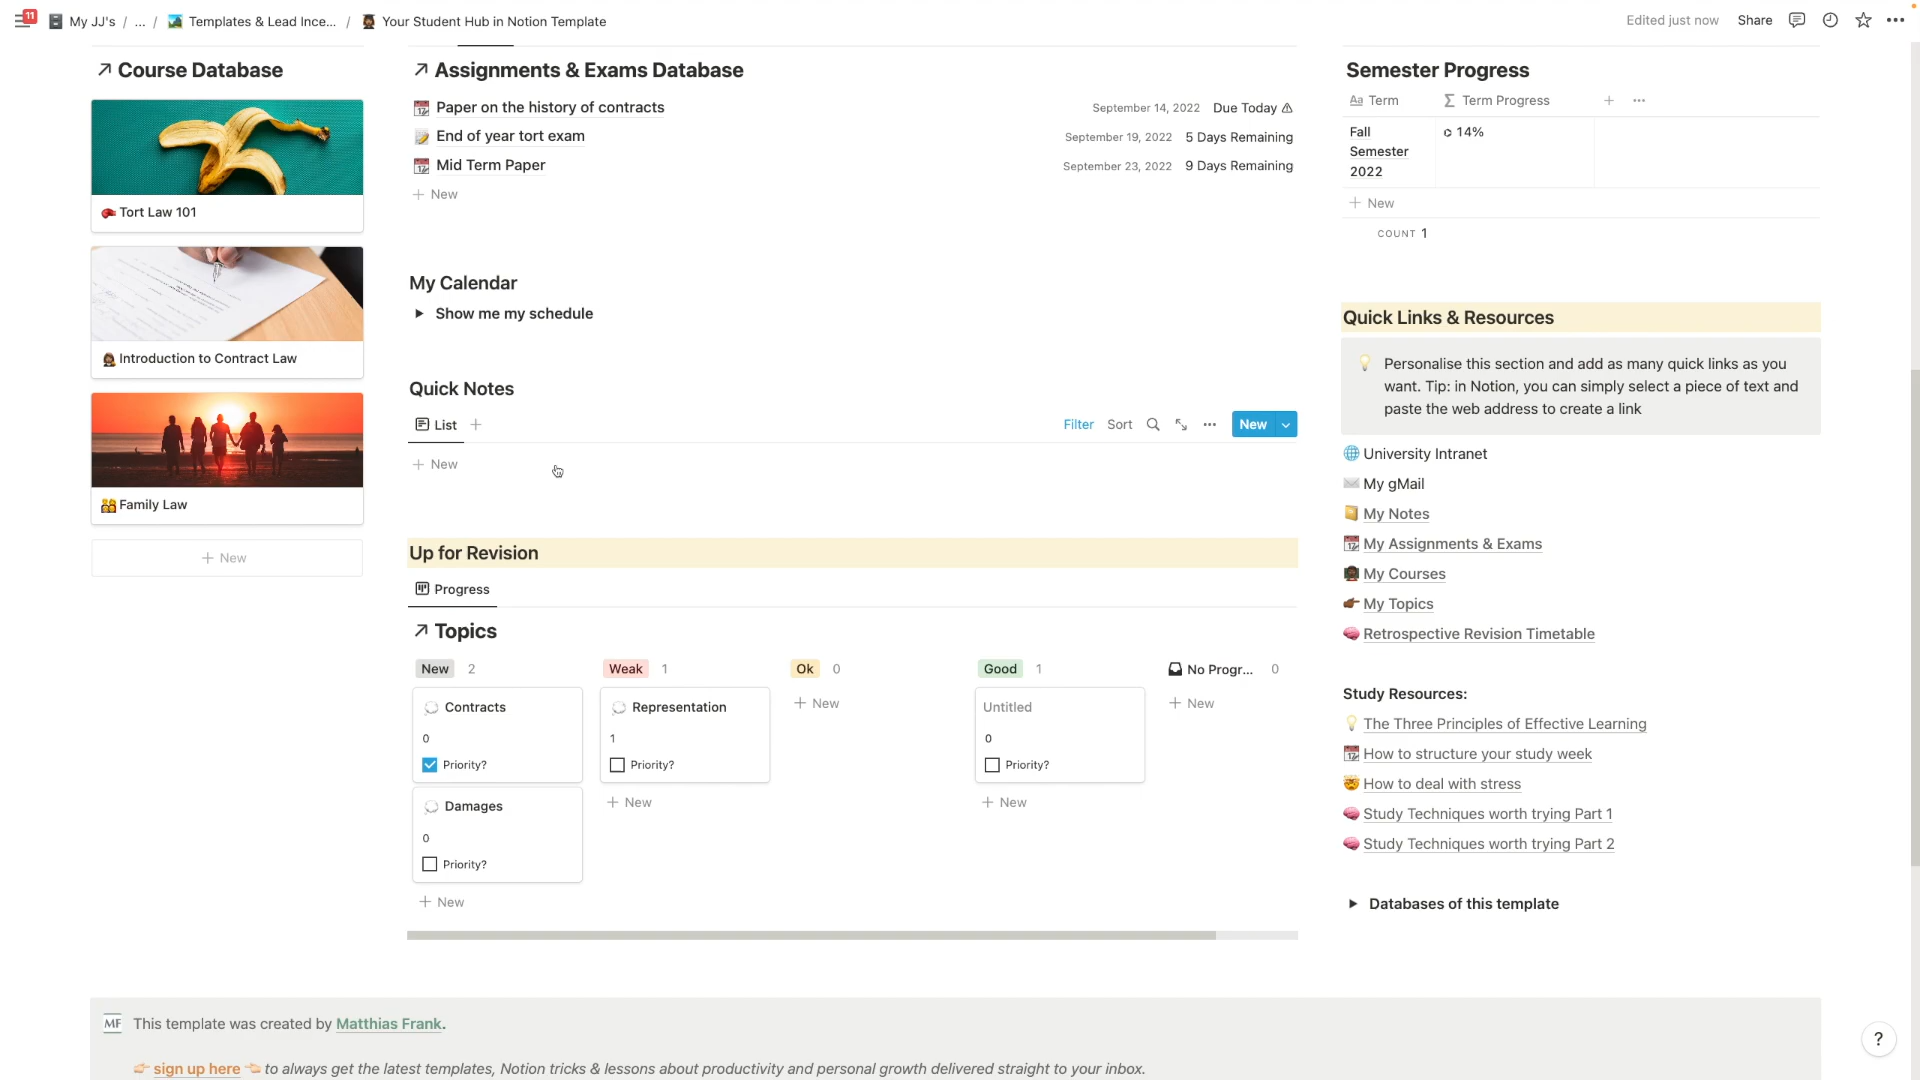 11
My JJ's / ... / Templates & Lead Ince... / Your Student Hub in Notion Template
Edited just now Share
Course Database
Tort Law 101
Introduction to Contract Law
Family Law
+ New
Assignments & Exams Database
Paper on the history of contracts September 14, 2022 Due Today ⚠
End of year tort exam September 19, 2022 5 Days Remaining
Mid Term Paper September 23, 2022 9 Days Remaining
+ New
My Calendar
Show me my schedule
Quick Notes
List +
Filter Sort New
+ New
Up for Revision
Progress
Topics
New 2
Contracts
0
Priority?
Damages
0
Priority?
+ New
Weak 1
Representation
1
Priority?
+ New
Ok 0
+ New
Good 1
Untitled
0
Priority?
+ New
No Progr... 0
+ New
Semester Progress
Aa Term Σ Term Progress + ...
Fall
Semester
2022
14%
+ New
COUNT 1
Quick Links & Resources
Personalise this section and add as many quick links as you
want. Tip: in Notion, you can simply select a piece of text and
paste the web address to create a link
University Intranet
My gMail
My Notes
My Assignments & Exams
My Courses
My Topics
Retrospective Revision Timetable
Study Resources:
The Three Principles of Effective Learning
How to structure your study week
How to deal with stress
Study Techniques worth trying Part 1
Study Techniques worth trying Part 2
Databases of this template
MF This template was created by Matthias Frank.
sign up here to always get the latest templates, Notion tricks & lessons about productivity and personal growth delivered straight to your inbox.
?